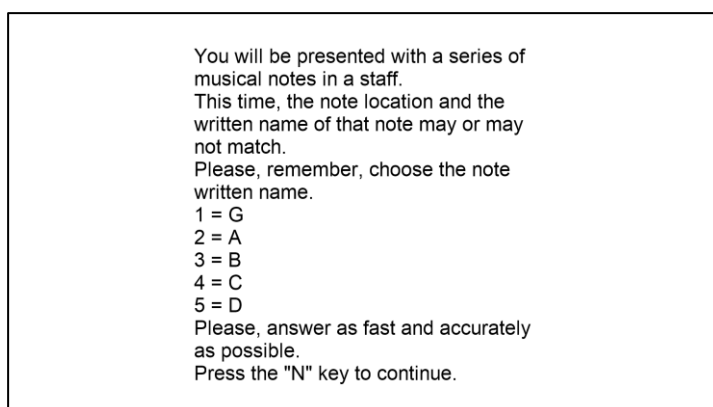 You will be presented with a series of
musical notes in a staff.
This time, the note location and the
written name of that note may or may
not match.
Please, remember, choose the note
written name.
1 = G
2 = A
3 = B
4 = C
5 = D
Please, answer as fast and accurately
as possible.
Press the "N" key to continue.